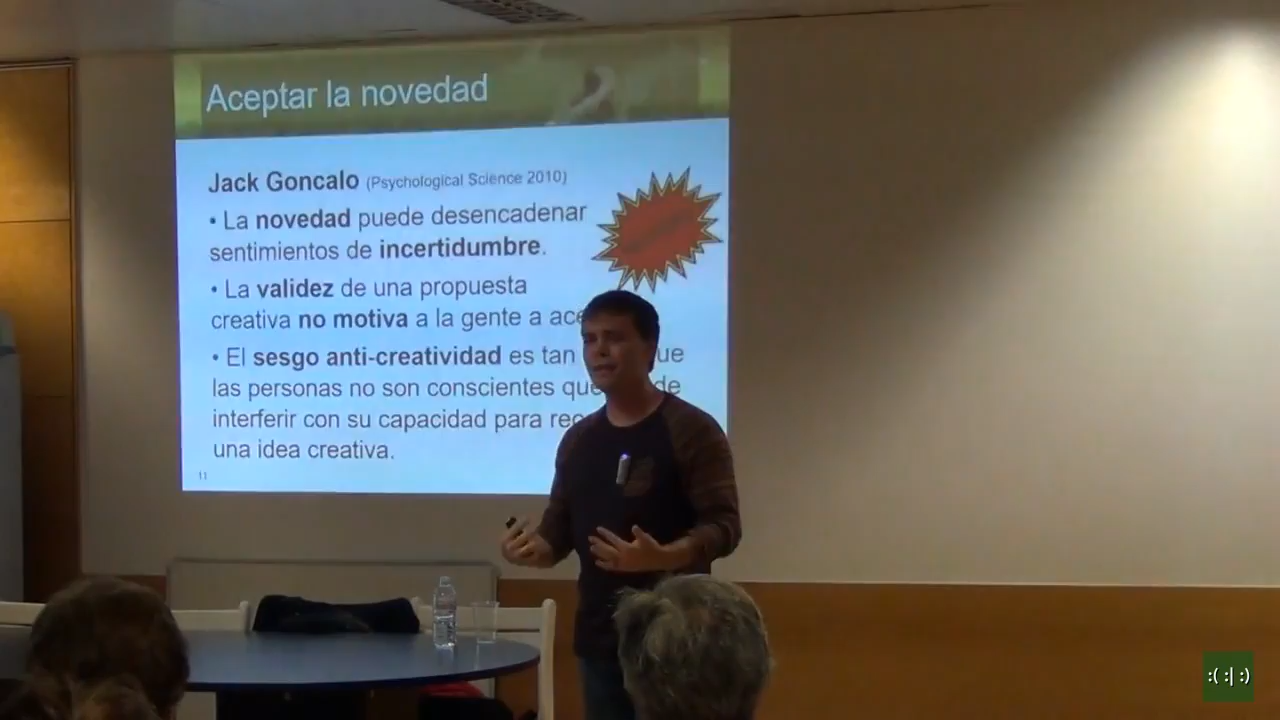 Aceptar la novedad
Jack Goncalo (Psychological Science 2010)
• La novedad puede desencadenar
sentimientos de incertidumbre.
• La validez de una propuesta
creativa no motiva a la gente a
• El sesgo anti-creatividad es tan
las personas no son conscientes
interferir con su capacidad para
una idea creativa.
11
:( :| :)